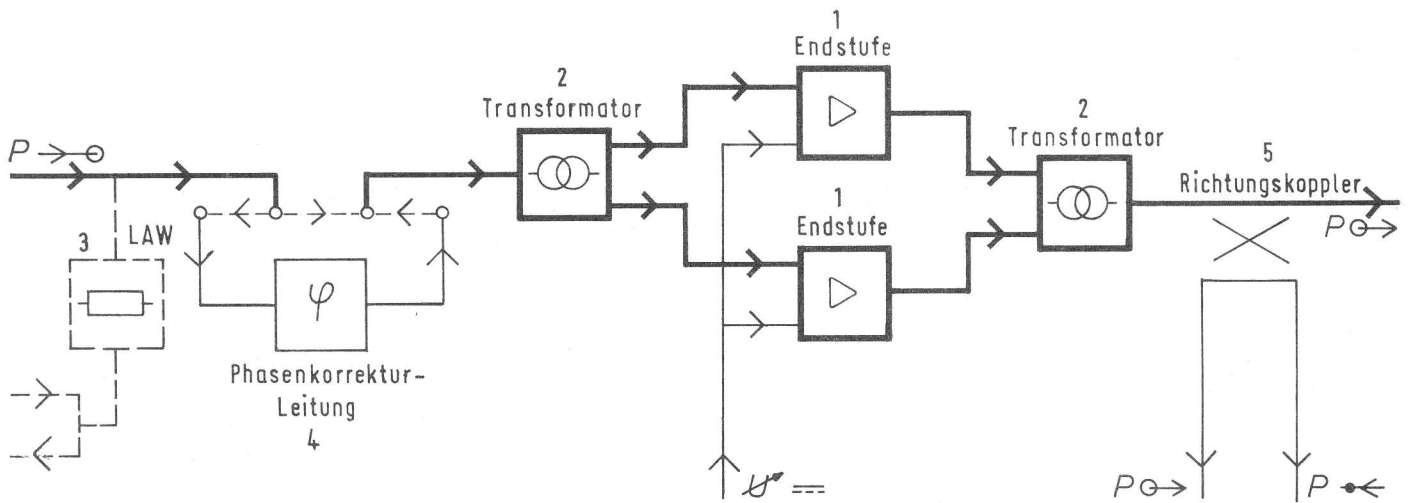 1
Endstufe
2
Transformator
2
Transformator
P
5
Richtungskoppler
1
Endstufe
3
LAW
P
φ
Phasenkorrektur-
Leitung
4
U
P
P